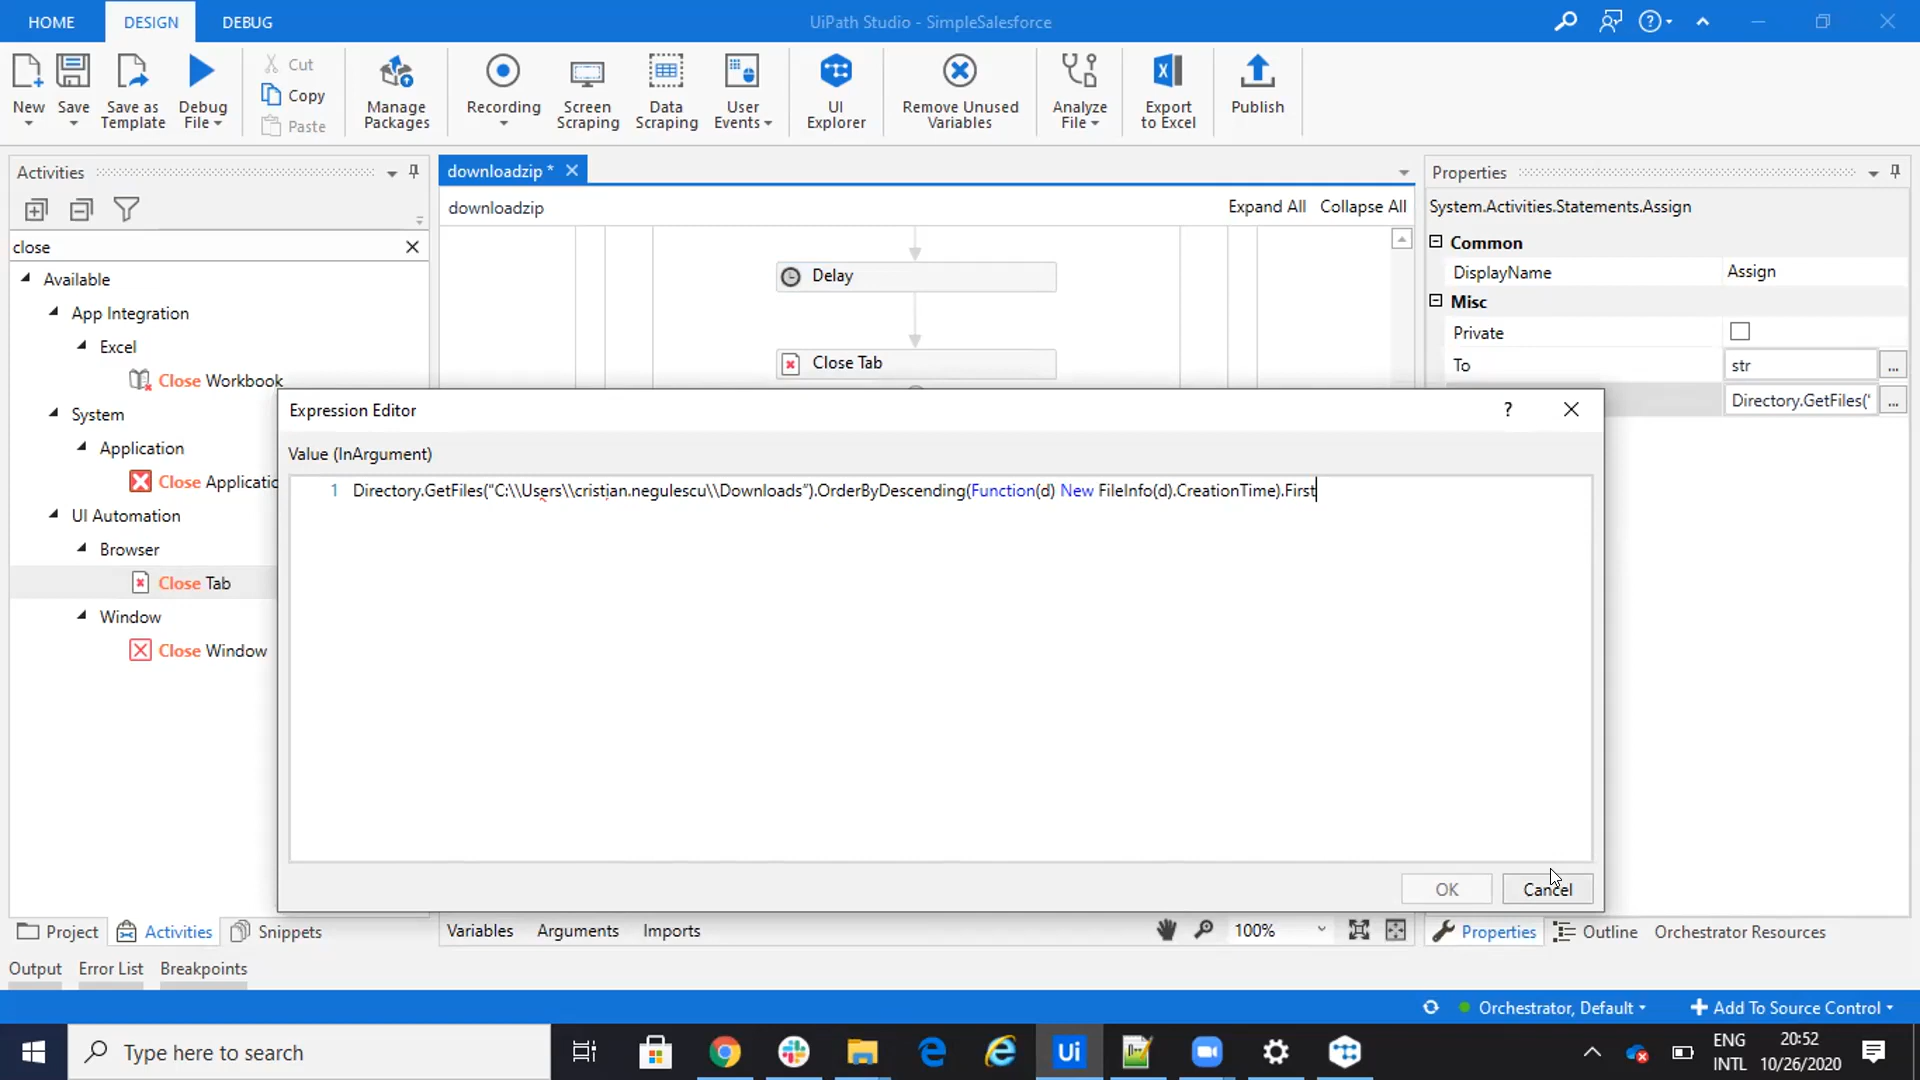 HOME
DESIGN
DEBUG
UiPath Studio - SimpleSalesforce
New
Save
Save as Template
Debug File
Cut
Copy
Paste
Manage Packages
Recording
Screen Scraping
Data Scraping
User Events
UI Explorer
Remove Unused Variables
Analyze File
Export to Excel
Publish
Activities
close
Available
App Integration
Excel
Close Workbook
System
Application
Close Applicatio
UI Automation
Browser
Close Tab
Window
Close Window
downloadzip *
downloadzip
Expand All
Collapse All
Delay
Close Tab
Properties
System.Activities.Statements.Assign
Common
DisplayName
Assign
Misc
Private
To
str
...
Directory.GetFiles("
...
Expression Editor
?
Value (InArgument)
1 Directory.GetFiles("C:\\Users\\cristian.negulescu\\Downloads").OrderByDescending(Function(d) New FileInfo(d).CreationTime).First
OK
Cancel
Project
Activities
Snippets
Variables
Arguments
Imports
100%
Properties
Outline
Orchestrator Resources
Output
Error List
Breakpoints
Orchestrator, Default
Add To Source Control
Type here to search
Ui
ENG
INTL
20:52
10/26/2020